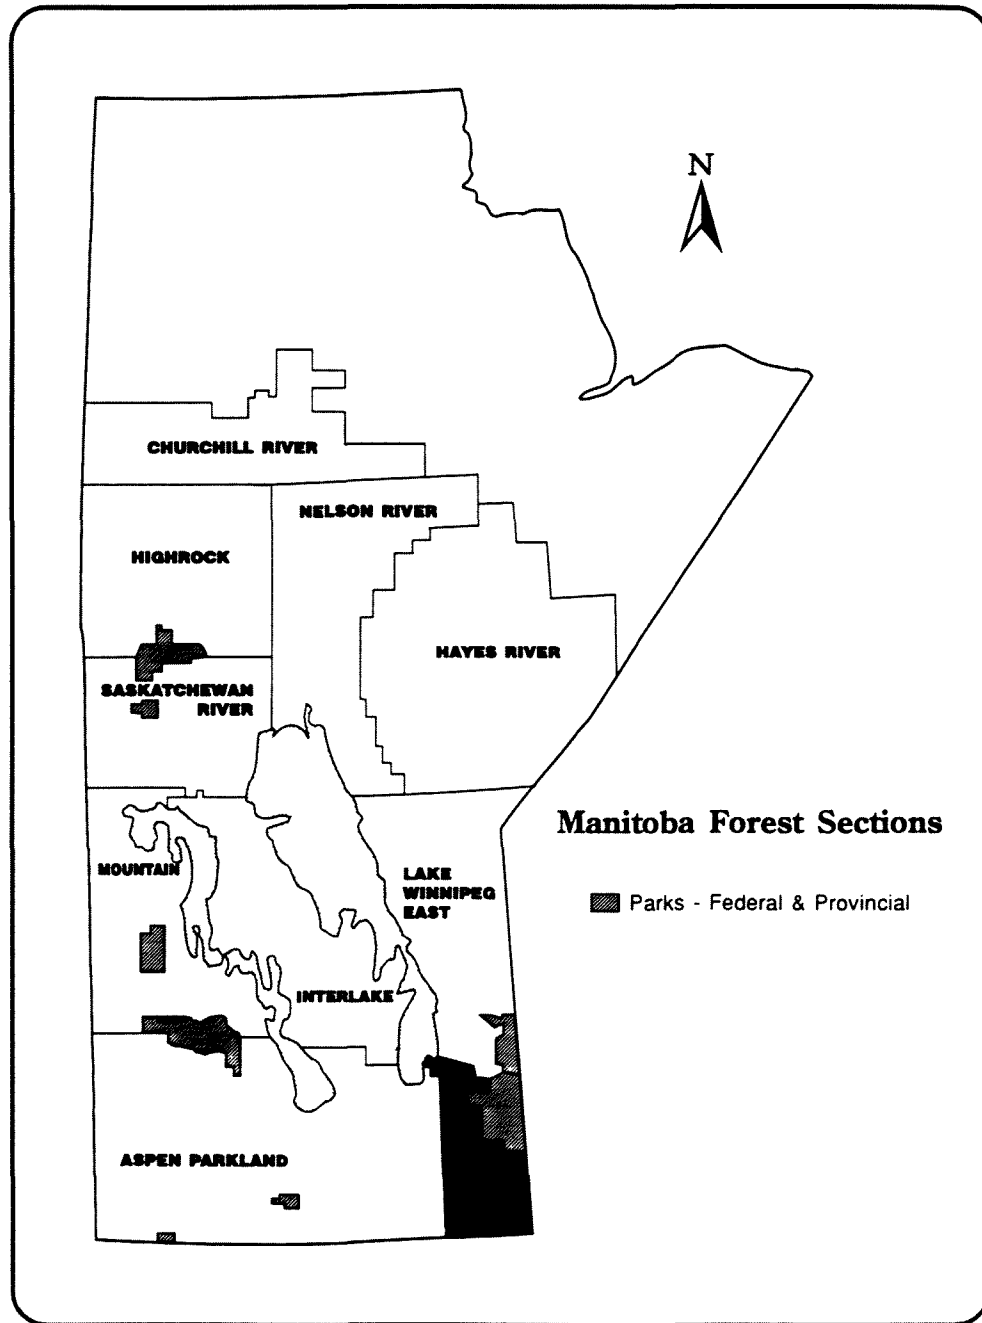 N
CHURCHILL RIVER
NELSON RIVER
HIGHROCK
HAYES RIVER
SASKATCHEWAN
RIVER
Manitoba Forest Sections
MOUNTAIN
LAKE
WINNIPEG
EAST
Parks - Federal & Provincial
INTERLAKE
ASPEN PARKLAND